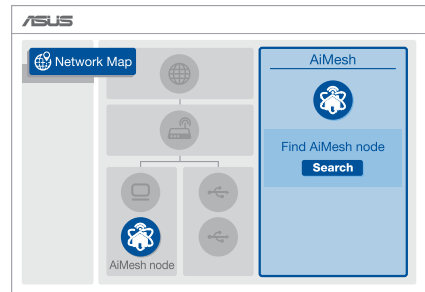 ASUS
Network Map
AiMesh
Find AiMesh node
Search
AiMesh node